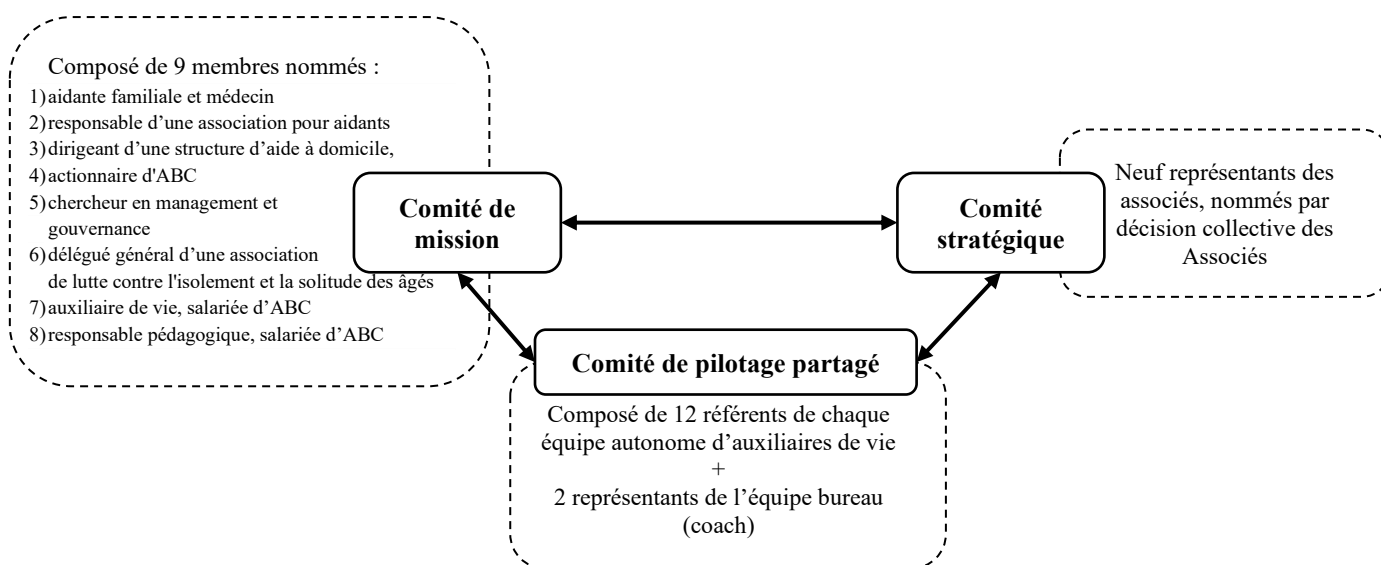 Composé de 9 membres nommés :
1) aidante familiale et médecin
2) responsable d’une association pour aidants
3) dirigeant d’une structure d’aide à domicile,
4) actionnaire d'ABC
5) chercheur en management et
gouvernance
6) délégué général d’une association
de lutte contre l'isolement et la solitude des âgés
7) auxiliaire de vie, salariée d’ABC
8) responsable pédagogique, salariée d’ABC
Comité de
mission
Comité
stratégique
Neuf représentants des
associés, nommés par
décision collective des
Associés
Comité de pilotage partagé
Composé de 12 référents de chaque
équipe autonome d’auxiliaires de vie
+
2 représentants de l’équipe bureau
(coach)